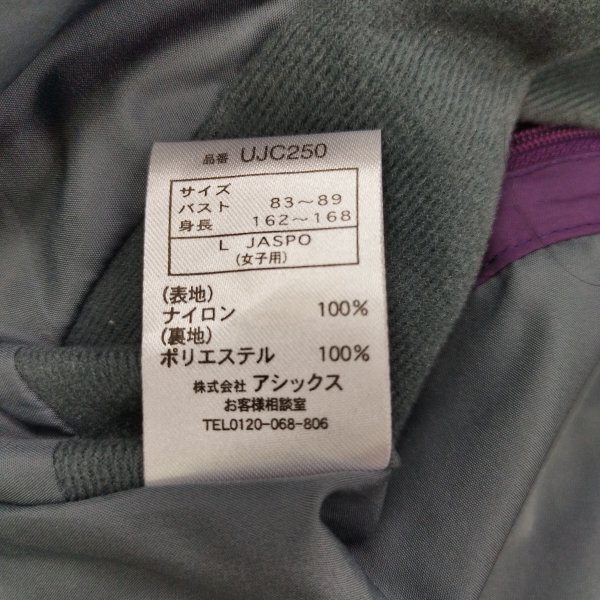 品番 UJC250
サイズ
バスト 83～89
身長 162～168
L JASPO
(女子用)
(表地)
ナイロン 100%
(裏地)
ポリエステル 100%
株式会社 アシックス
お客様相談室
TEL0120-068-806